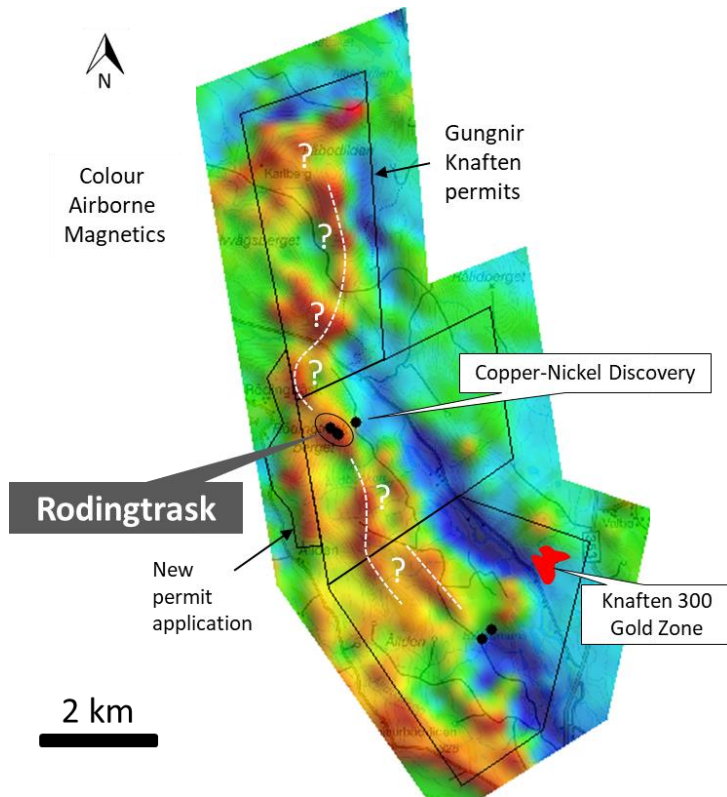 N
Colour
Airborne
Magnetics
Gungnir
Knaften
permits
Karlberg
?
?
?
?
Copper-Nickel Discovery
Rodingtrask
?
?
New
permit
application
Knaften 300
Gold Zone
2 km